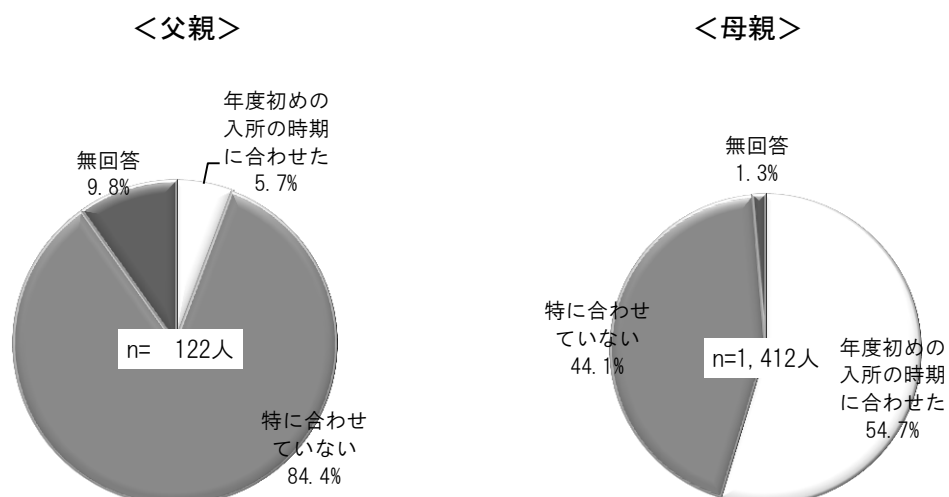 ＜父親＞
年度初めの
入所の時期
に合わせた
5.7%
無回答
9.8%
n=　122人
特に合わせ
ていない
84.4%
＜母親＞
無回答
1.3%
特に合わせ
ていない
44.1%
n=1,412人
年度初めの
入所の時期
に合わせた
54.7%